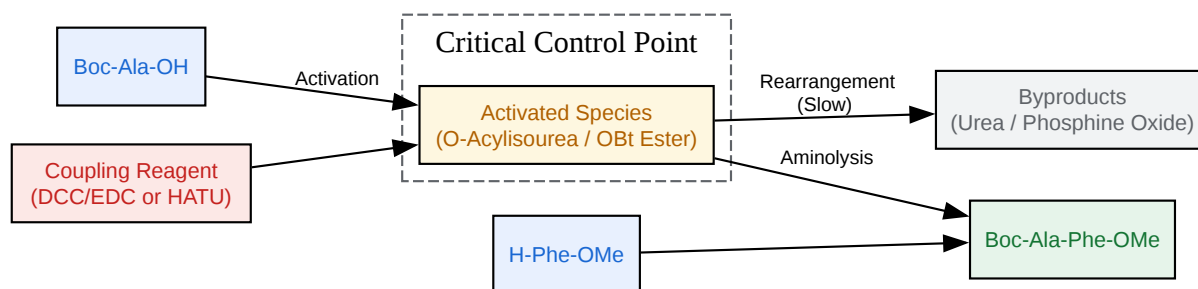 Critical Control Point
Boc-Ala-OH
Activation
Coupling Reagent
(DCC/EDC or HATU)
Activated Species
(O-Acylisourea / OBt Ester)
Rearrangement
(Slow)
Byproducts
(Urea / Phosphine Oxide)
Aminolysis
H-Phe-OMe
Boc-Ala-Phe-OMe